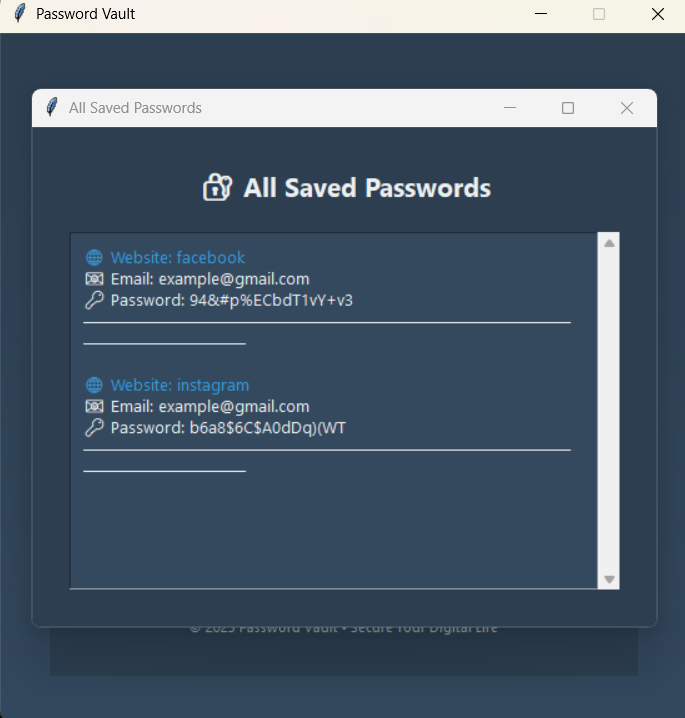 Password Vault
All Saved Passwords
All Saved Passwords
Website: facebook
Email: example@gmail.com
Password: 94&#p%ECbdT1vY+v3
Website: instagram
Email: example@gmail.com
Password: b6a8$6C$A0dDq)(WT
© 2025 Password Vault • Secure Your Digital Life